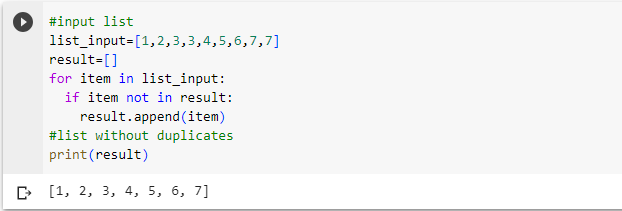 #input list
list_input=[1,2,3,3,4,5,6,7,7]
result=[]
for item in list_input:
  if item not in result:
    result.append(item)
#list without duplicates
print(result)
[1, 2, 3, 4, 5, 6, 7]